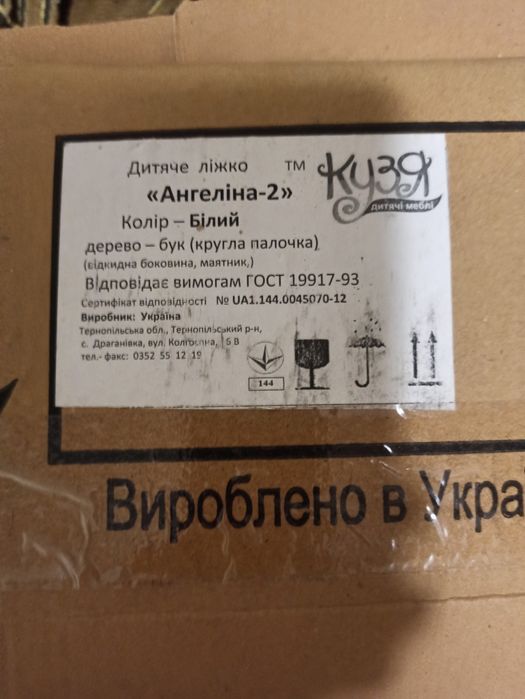 Дитяче ліжко ТМ Кузя
дитячі меблі
«Ангеліна-2»
Колір – Білий
дерево – бук (кругла палочка)
(відкидна боковина, маятник,)
Відповідає вимогам ГОСТ 19917-93
Сертифікат відповідності № UA1.144.0045070-12
Виробник: Україна
Тернопільська обл., Тернопільський р-н,
с. Драганівка, вул. 5 В
тел.- факс: 0352 55 12 19
144
Вироблено в Укра